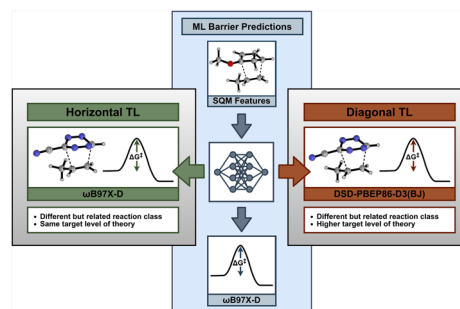 ML Barrier Predictions
SQM Features
Horizontal TL
ΔG‡
ωB97X-D
• Different but related reaction class
• Same target level of theory
Diagonal TL
ΔG‡
DSD-PBEP86-D3(BJ)
• Different but related reaction class
• Higher target level of theory
ΔG‡
ωB97X-D